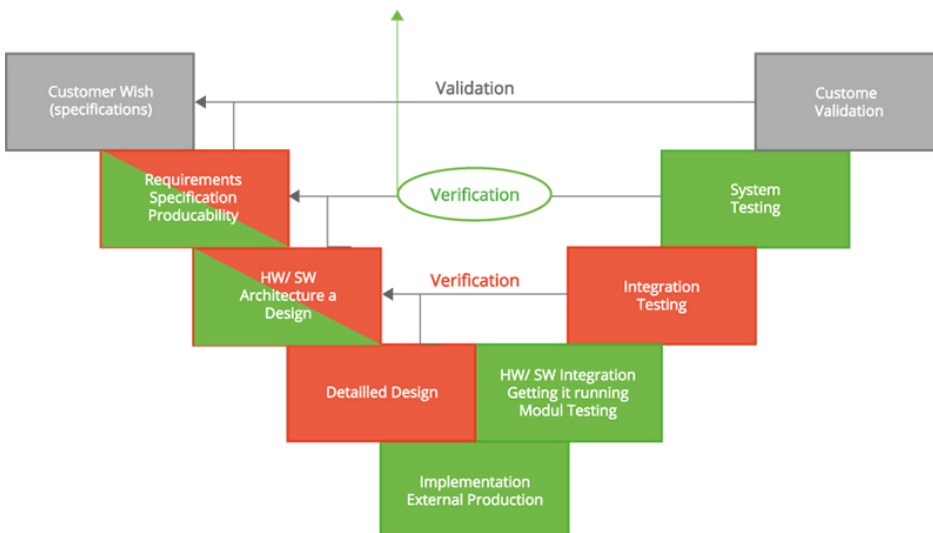 Customer Wish
(specifications)
Validation
Custome
Validation
Requirements
Specification
Producability
Verification
System
Testing
HW/ SW
Architecture a
Design
Verification
Integration
Testing
Detailled Design
HW/ SW Integration
Getting it running
Modul Testing
Implementation
External Production